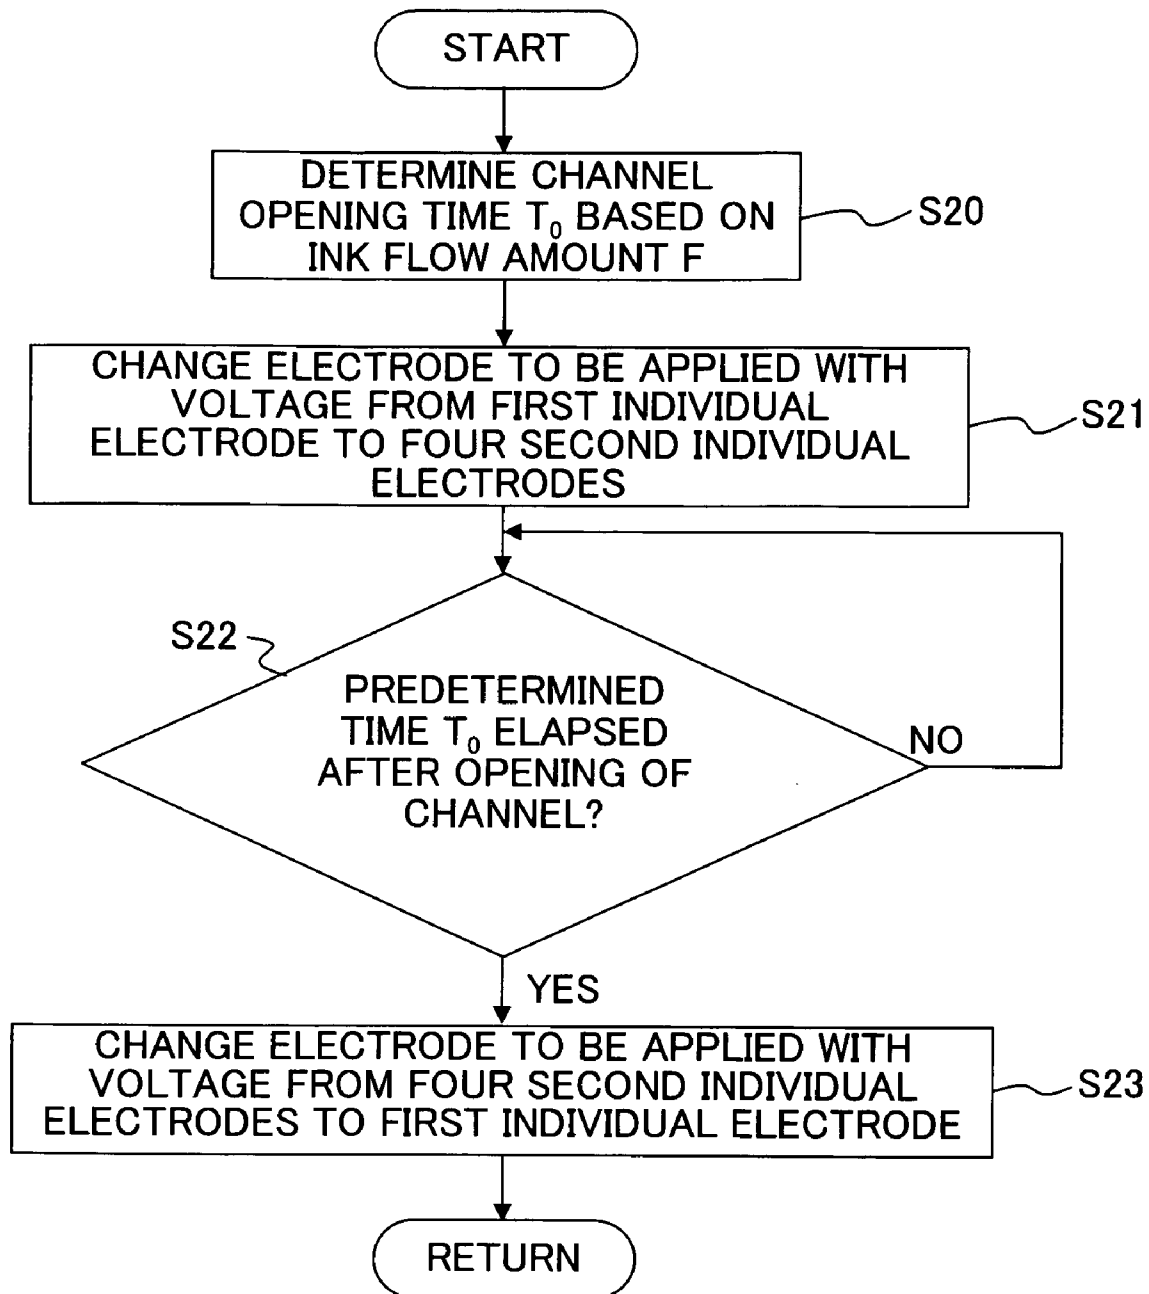 START
DETERMINE CHANNEL
OPENING TIME T₀ BASED ON
INK FLOW AMOUNT F
S20
CHANGE ELECTRODE TO BE APPLIED WITH
VOLTAGE FROM FIRST INDIVIDUAL
ELECTRODE TO FOUR SECOND INDIVIDUAL
ELECTRODES
S21
S22
PREDETERMINED
TIME T₀ ELAPSED
AFTER OPENING OF
CHANNEL?
NO
YES
CHANGE ELECTRODE TO BE APPLIED WITH
VOLTAGE FROM FOUR SECOND INDIVIDUAL
ELECTRODES TO FIRST INDIVIDUAL ELECTRODE
S23
RETURN